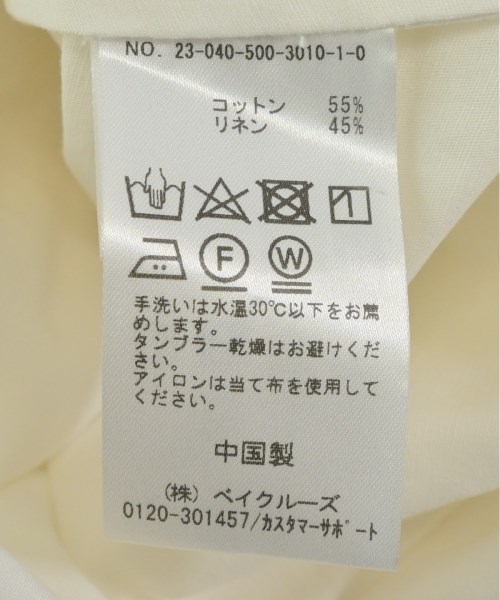 NO. 23-040-500-3010-1-0
コットン 55%
リネン 45%
F W
手洗いは水温30℃以下をお薦
めします。
タンブラー乾燥はお避けくだ
さい。
アイロンは当て布を使用して
ください。
中国製
(株) ベイクルーズ
0120-301457/カスタマーサポート